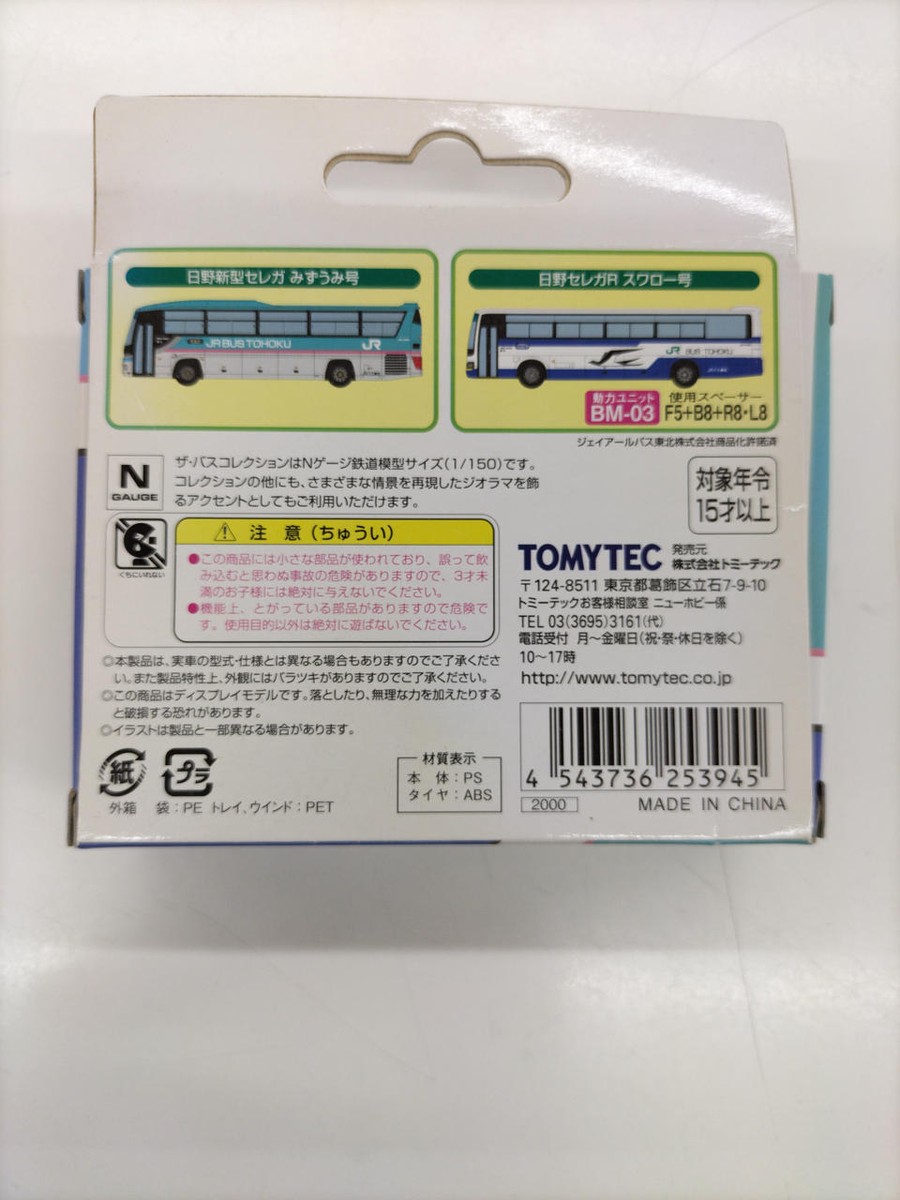 日野新型セレガ みずうみ号
JR BUS TOHOKU
JR
日野セレガR スワロー号
JR BUS TOHOKU
動力ユニット
BM-03
使用スペーサー
F5+B8+R8・L8
ジェイアールバス東北株式会社商品化許諾済
N
GAUGE
ザ・バスコレクションはNゲージ鉄道模型サイズ(1/150)です。
コレクションの他にも、さまざまな情景を再現したジオラマを飾
るアクセントとしてもご利用いただけます。
対象年令
15才以上
くちにいれない
注 意(ちゅうい)
●この商品には小さな部品が使われており、誤って飲
み込むと思わぬ事故の危険がありますので、3才未
満のお子様には絶対に与えないでください。
●機能上、とがっている部品がありますので危険で
す。使用目的以外は絶対に遊ばないでください。
TOMYTEC 発売元
株式会社トミーテック
〒124-8511 東京都葛飾区立石7-9-10
トミーテックお客様相談室 ニューホビー係
TEL 03(3695)3161(代)
電話受付 月~金曜日(祝・祭・休日を除く)
10~17時
http://www.tomytec.co.jp
◎本製品は、実車の型式・仕様とは異なる場合もありますのでご了承くださ
い。また製品特性上、外観にはバラツキがありますのでご了承ください。
◎この商品はディスプレイモデルです。落としたり、無理な力を加えたりする
と破損する恐れがあります。
◎イラストは製品と一部異なる場合があります。
紙
プラ
外箱 袋:PE トレイ、ウインド:PET
材質表示
本 体:PS
タイヤ:ABS
4 543736 253945
2000
MADE IN CHINA